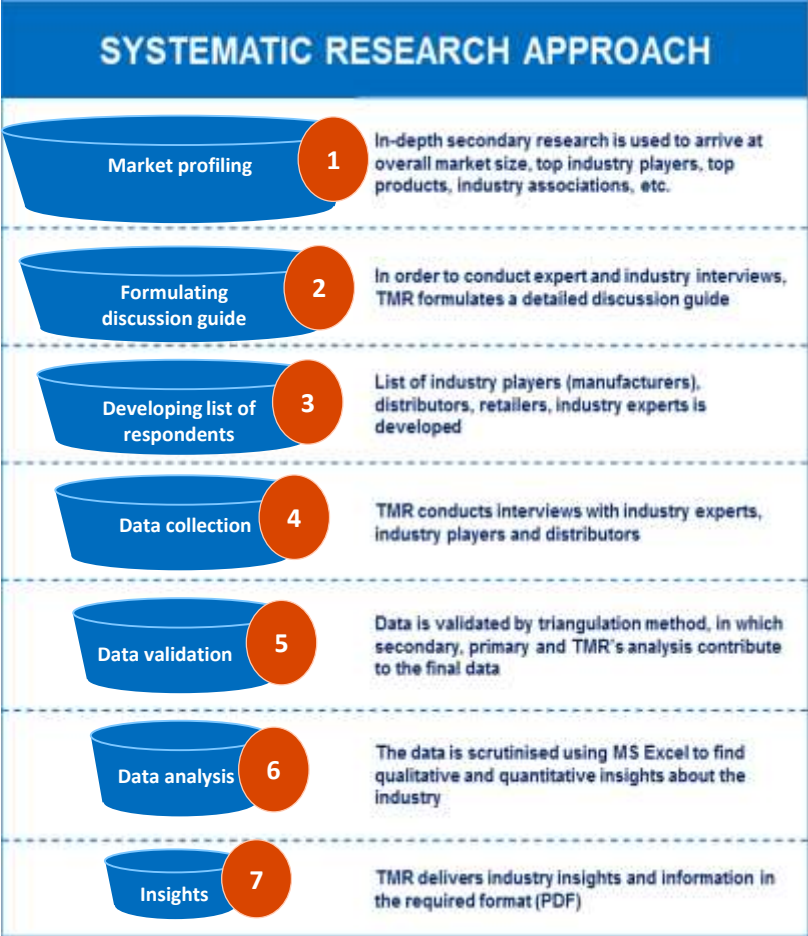 SYSTEMATIC RESEARCH APPROACH
Market profiling
1
In-depth secondary research is used to arrive at
overall market size, top industry players, top
products, industry associations, etc.
Formulating
discussion guide
2
In order to conduct expert and industry interviews,
TMR formulates a detailed discussion guide
Developing list of
respondents
3
List of industry players (manufacturers),
distributors, retailers, industry experts is
developed
Data collection
4
TMR conducts interviews with industry experts,
industry players and distributors
Data validation
5
Data is validated by triangulation method, in which
secondary, primary and TMR's analysis contribute
to the final data
Data analysis
6
The data is scrutinised using MS Excel to find
qualitative and quantitative insights about the
industry
Insights
7
TMR delivers industry insights and information in
the required format (PDF)